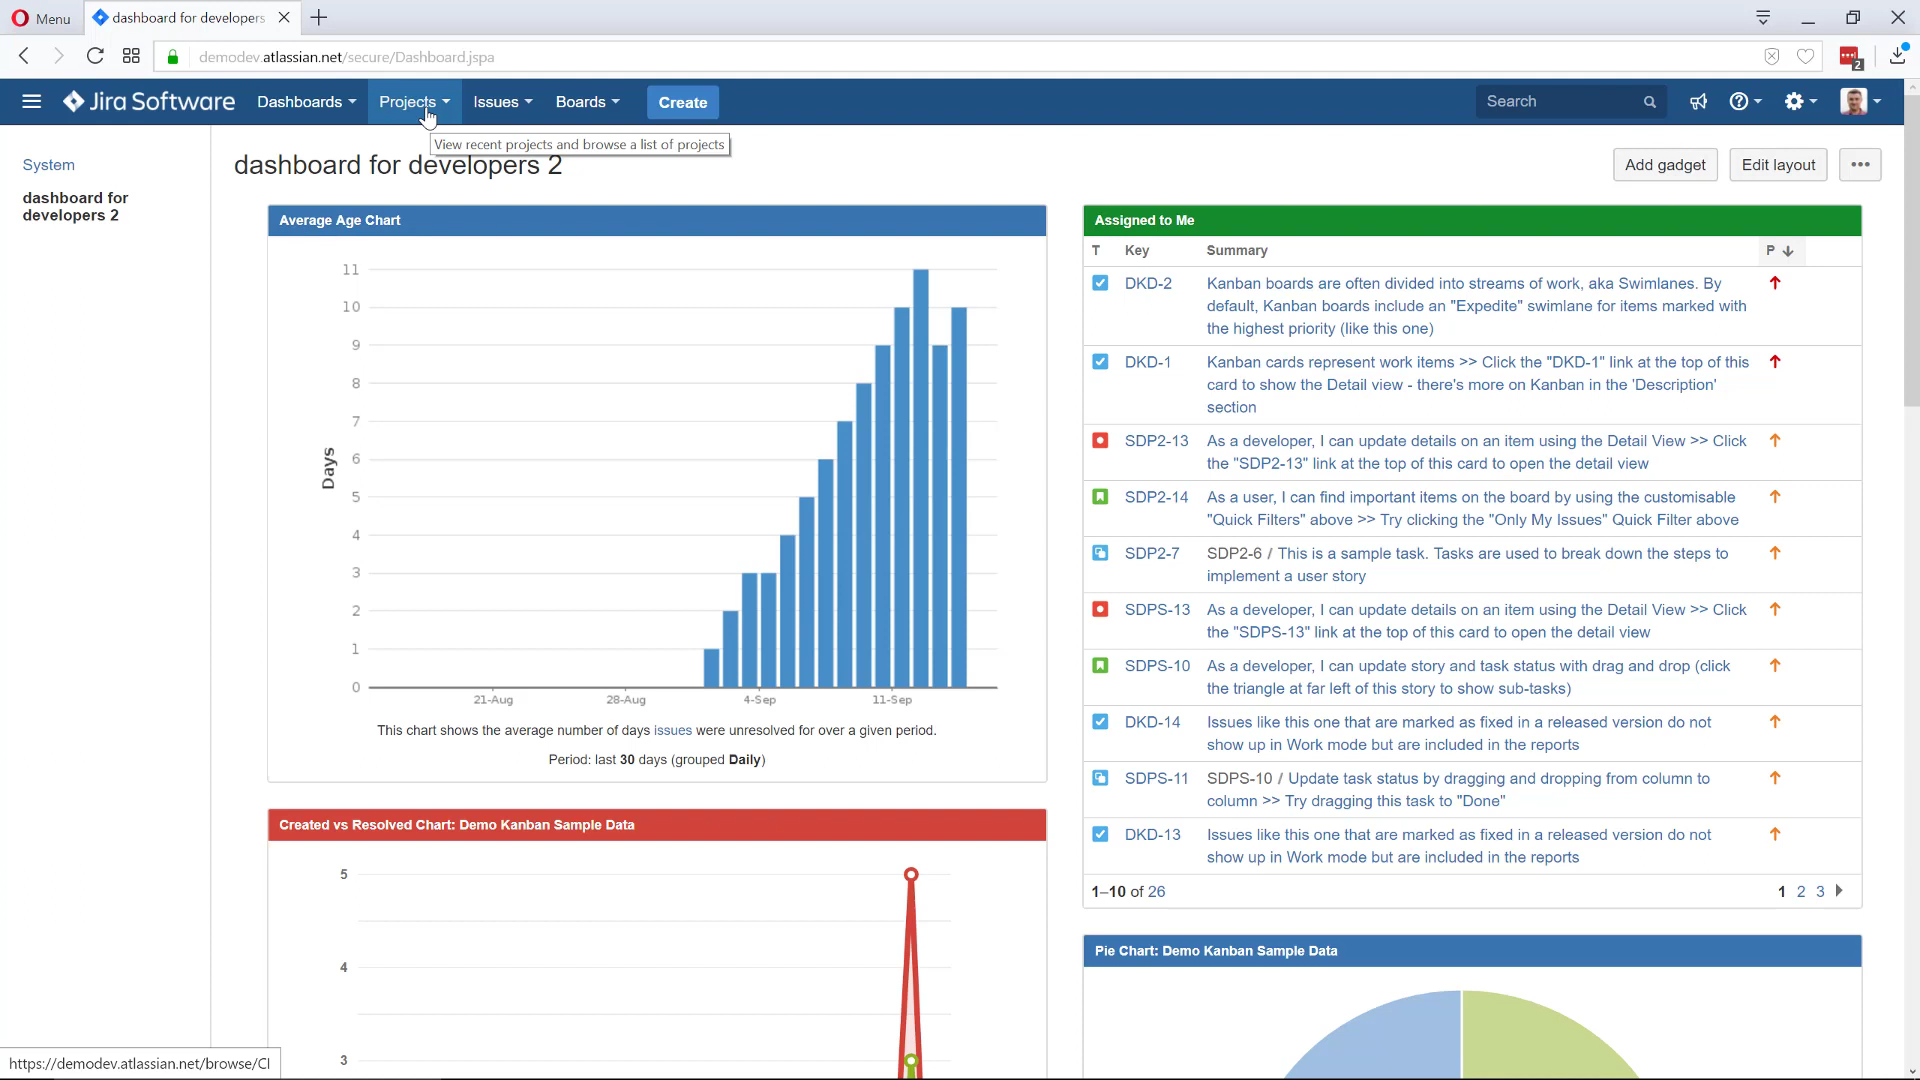 Menu
dashboard for developers
demodev.atlassian.net/secure/Dashboard.jspa
2
Jira Software
Dashboards
Projects
Issues
Boards
Create
Search
View recent projects and browse a list of projects
System
dashboard for
developers 2
dashboard for developers 2
Add gadget
Edit layout
Average Age Chart
11
10
9
8
7
6
5
4
3
2
1
0
Days
21-Aug
28-Aug
4-Sep
11-Sep
This chart shows the average number of days issues were unresolved for over a given period.
Period: last 30 days (grouped Daily)
Created vs Resolved Chart: Demo Kanban Sample Data
5
4
3
Assigned to Me
T Key Summary P
DKD-2 Kanban boards are often divided into streams of work, aka Swimlanes. By
default, Kanban boards include an "Expedite" swimlane for items marked with
the highest priority (like this one)
DKD-1 Kanban cards represent work items >> Click the "DKD-1" link at the top of this
card to show the Detail view - there's more on Kanban in the 'Description'
section
SDP2-13 As a developer, I can update details on an item using the Detail View >> Click
the "SDP2-13" link at the top of this card to open the detail view
SDP2-14 As a user, I can find important items on the board by using the customisable
"Quick Filters" above >> Try clicking the "Only My Issues" Quick Filter above
SDP2-7 SDP2-6 / This is a sample task. Tasks are used to break down the steps to
implement a user story
SDPS-13 As a developer, I can update details on an item using the Detail View >> Click
the "SDPS-13" link at the top of this card to open the detail view
SDPS-10 As a developer, I can update story and task status with drag and drop (click
the triangle at far left of this story to show sub-tasks)
DKD-14 Issues like this one that are marked as fixed in a released version do not
show up in Work mode but are included in the reports
SDPS-11 SDPS-10 / Update task status by dragging and dropping from column to
column >> Try dragging this task to "Done"
DKD-13 Issues like this one that are marked as fixed in a released version do not
show up in Work mode but are included in the reports
1–10 of 26
1 2 3
Pie Chart: Demo Kanban Sample Data
https://demodev.atlassian.net/browse/CI